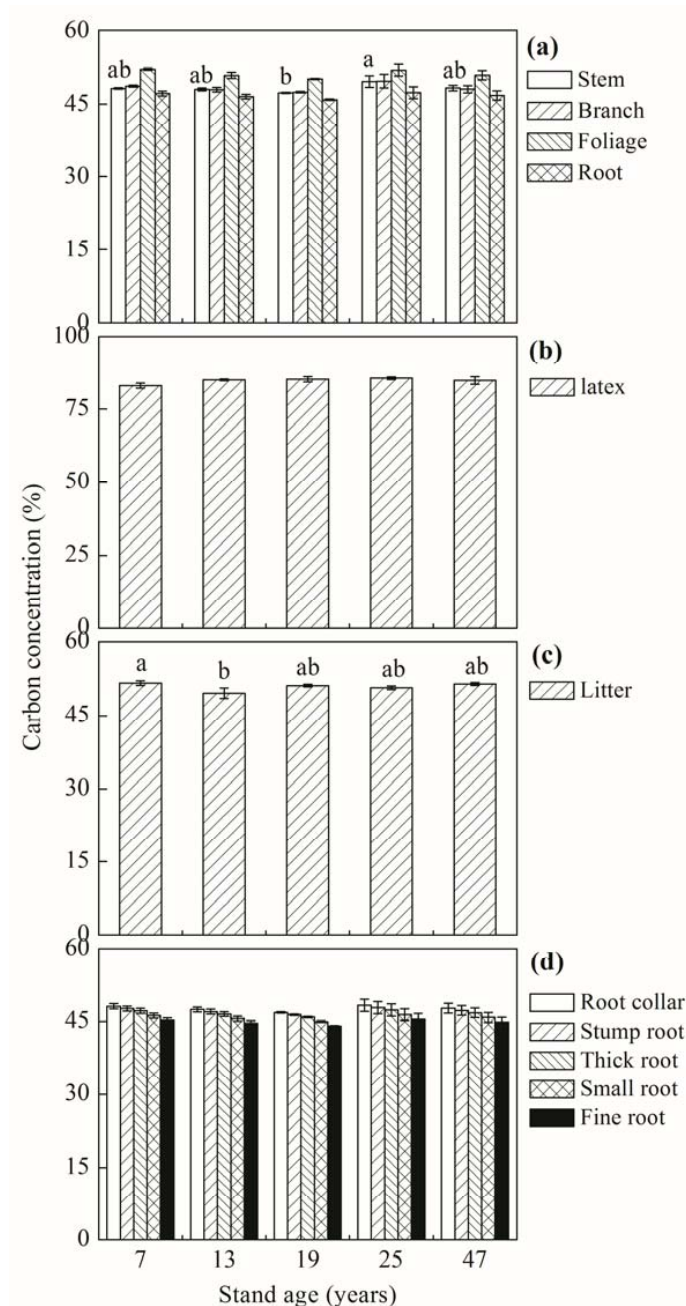 60
45
30
15
0
ab
ab
b
a
ab
(a)
Stem
Branch
Foliage
Root
100
75
50
25
0
(b)
latex
60
45
30
15
0
a
b
ab
ab
ab
(c)
Litter
60
45
30
15
0
(d)
Root collar
Stump root
Thick root
Small root
Fine root
Carbon concentration (%)
7 13 19 25 47
Stand age (years)